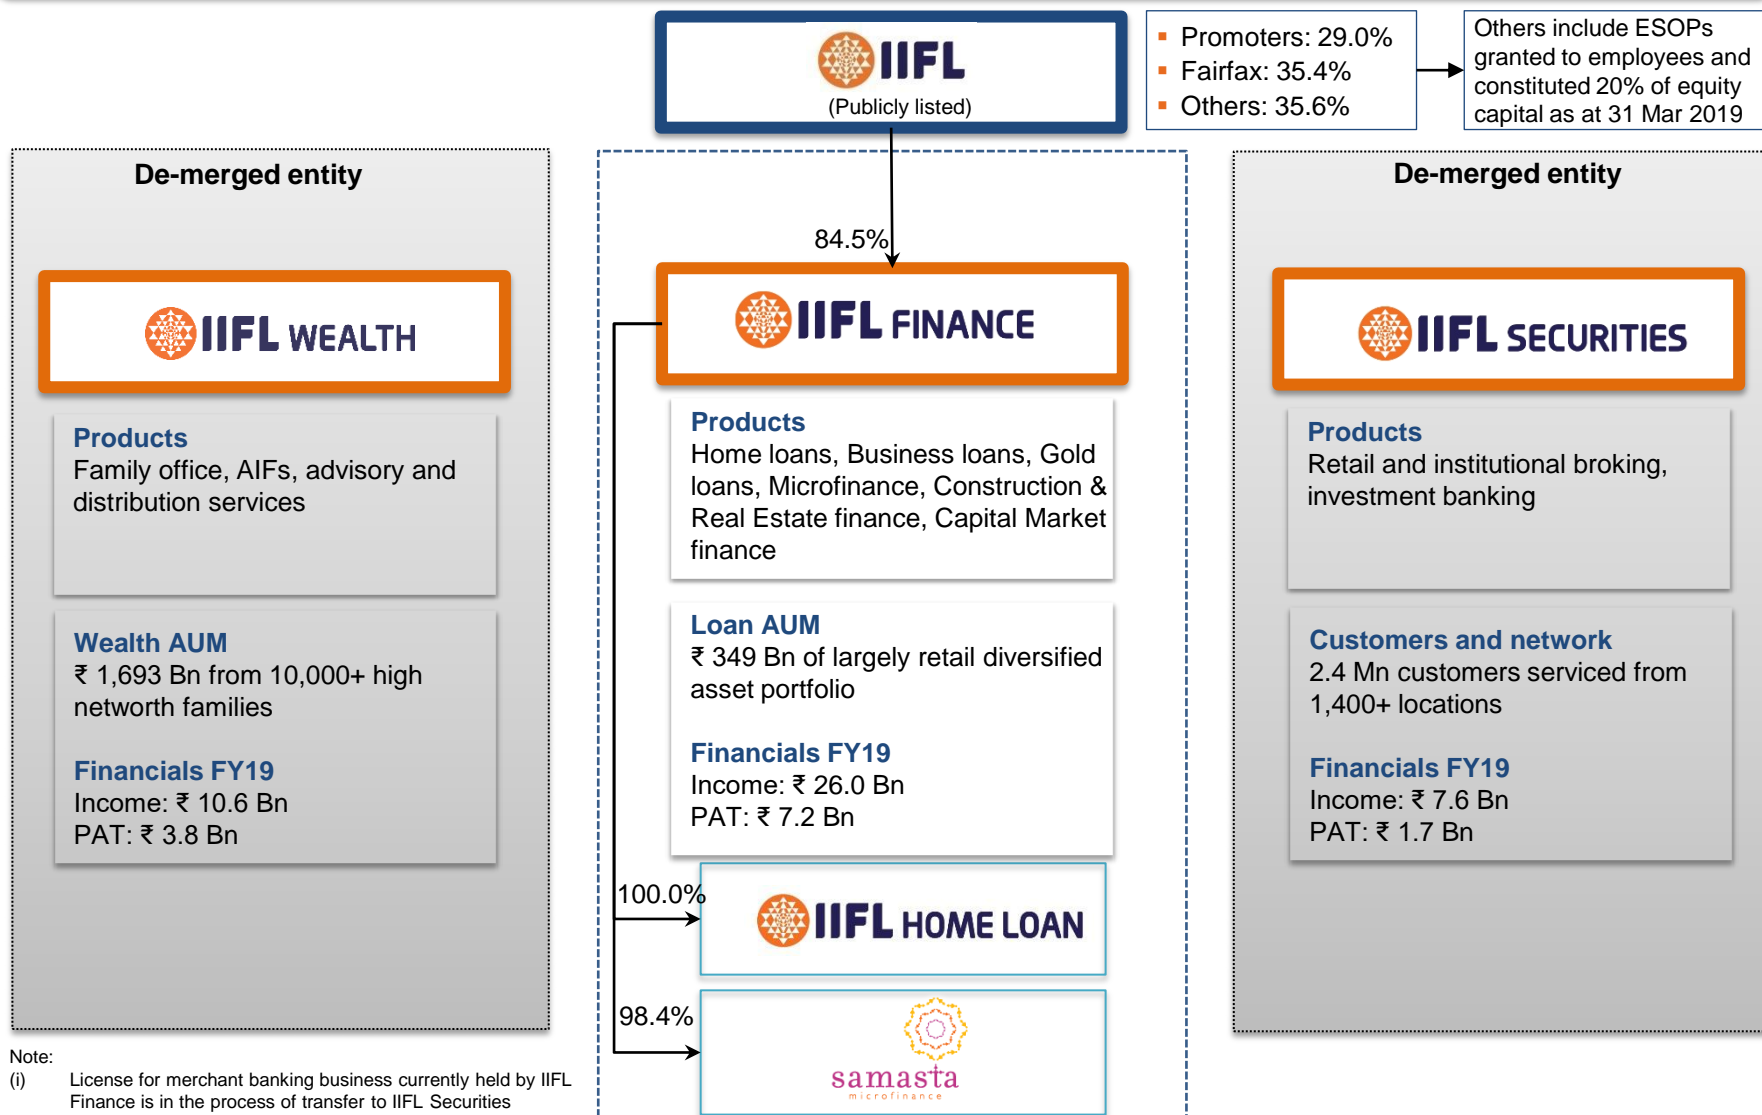 IIFL
(Publicly listed)
▪ Promoters: 29.0%
▪ Fairfax: 35.4%
▪ Others: 35.6%
Others include ESOPs
granted to employees and
constituted 20% of equity
capital as at 31 Mar 2019
De-merged entity
IIFL WEALTH
Products
Family office, AIFs, advisory and
distribution services
Wealth AUM
₹ 1,693 Bn from 10,000+ high
networth families
Financials FY19
Income: ₹ 10.6 Bn
PAT: ₹ 3.8 Bn
84.5%
IIFL FINANCE
Products
Home loans, Business loans, Gold
loans, Microfinance, Construction &
Real Estate finance, Capital Market
finance
Loan AUM
₹ 349 Bn of largely retail diversified
asset portfolio
Financials FY19
Income: ₹ 26.0 Bn
PAT: ₹ 7.2 Bn
100.0%
IIFL HOME LOAN
98.4%
samasta
microfinance
De-merged entity
IIFL SECURITIES
Products
Retail and institutional broking,
investment banking
Customers and network
2.4 Mn customers serviced from
1,400+ locations
Financials FY19
Income: ₹ 7.6 Bn
PAT: ₹ 1.7 Bn
Note:
(i) License for merchant banking business currently held by IIFL
Finance is in the process of transfer to IIFL Securities